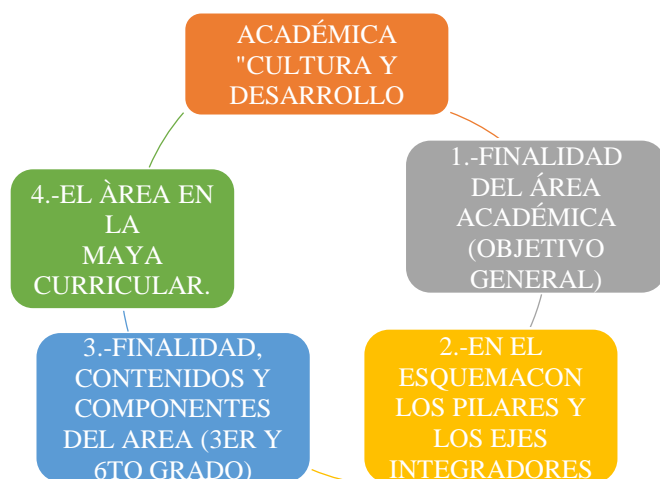 ACADÉMICA
"CULTURA Y
DESARROLLO
1.-FINALIDAD
DEL ÁREA
ACADÉMICA
(OBJETIVO
GENERAL)
2.-EN EL
ESQUEMACON
LOS PILARES Y
LOS EJES
INTEGRADORES
3.-FINALIDAD,
CONTENIDOS Y
COMPONENTES
DEL AREA (3ER Y
6TO GRADO)
4.-EL ÀREA EN
LA
MAYA
CURRICULAR.